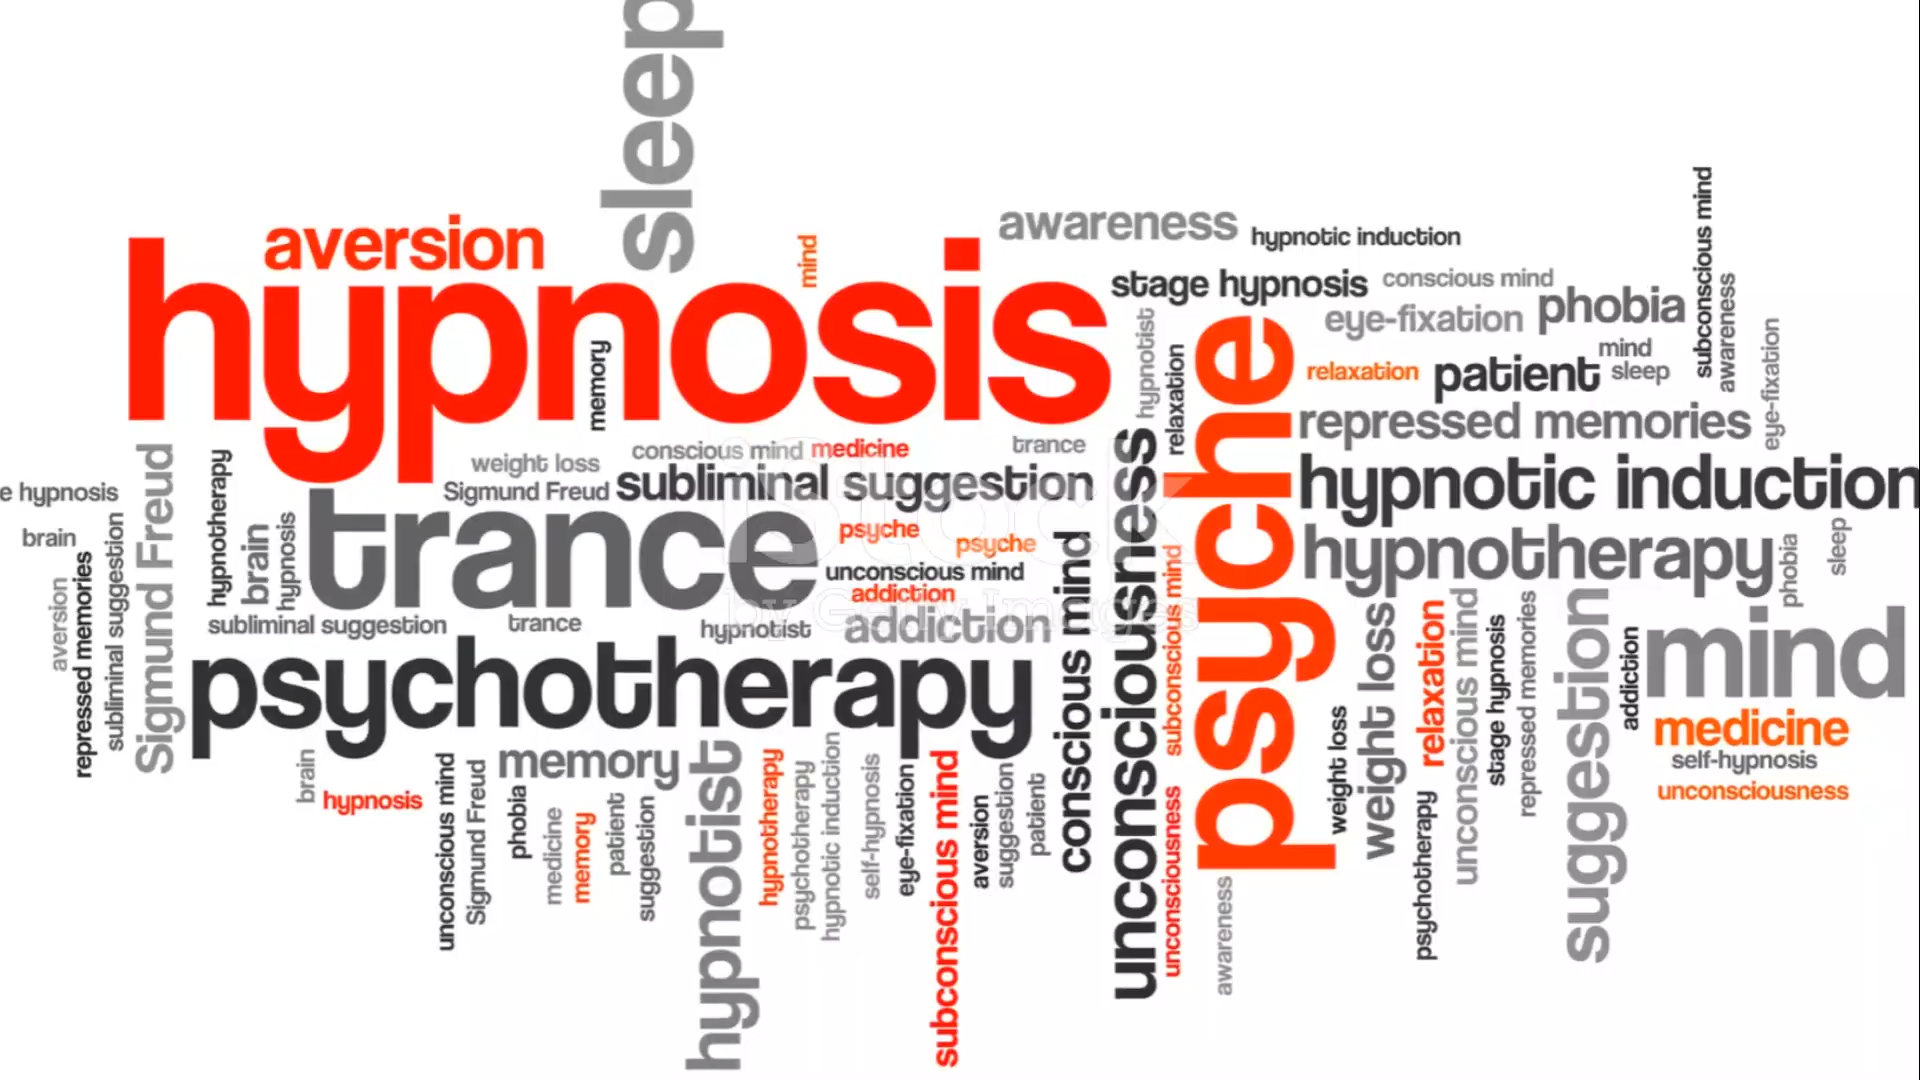 sleep
aversion
hypnosis
mind
awareness
hypnotic induction
stage hypnosis
conscious mind
eye-fixation
phobia
subconscious mind
awareness
eye-fixation
mind
sleep
relaxation
patient
repressed memories
hypnotic induction
hypnotherapy
phobia
sleep
hypnotist
relaxation
psyche
memory
conscious mind
medicine
trance
weight loss
Sigmund Freud
subliminal suggestion
e hypnosis
brain
aversion
repressed memories
subliminal suggestion
Sigmund Freud
hypnotherapy
brain
hypnosis
trance
psyche
psyche
unconscious mind
addiction
addiction
iStock
by Getty Images
subliminal suggestion
trance
hypnotist
psychotherapy
conscious mind
unconsciousness
subconscious mind
unconsciousness
awareness
weight loss
weight loss
relaxation
psychotherapy
unconscious mind
stage hypnosis
repressed memories
suggestion
addiction
mind
medicine
self-hypnosis
unconsciousness
brain
hypnosis
unconscious mind
Sigmund Freud
memory
phobia
medicine
memory
patient
suggestion
hypnotist
hypnotherapy
psychotherapy
hypnotic induction
self-hypnosis
eye-fixation
subconscious mind
aversion
suggestion
patient